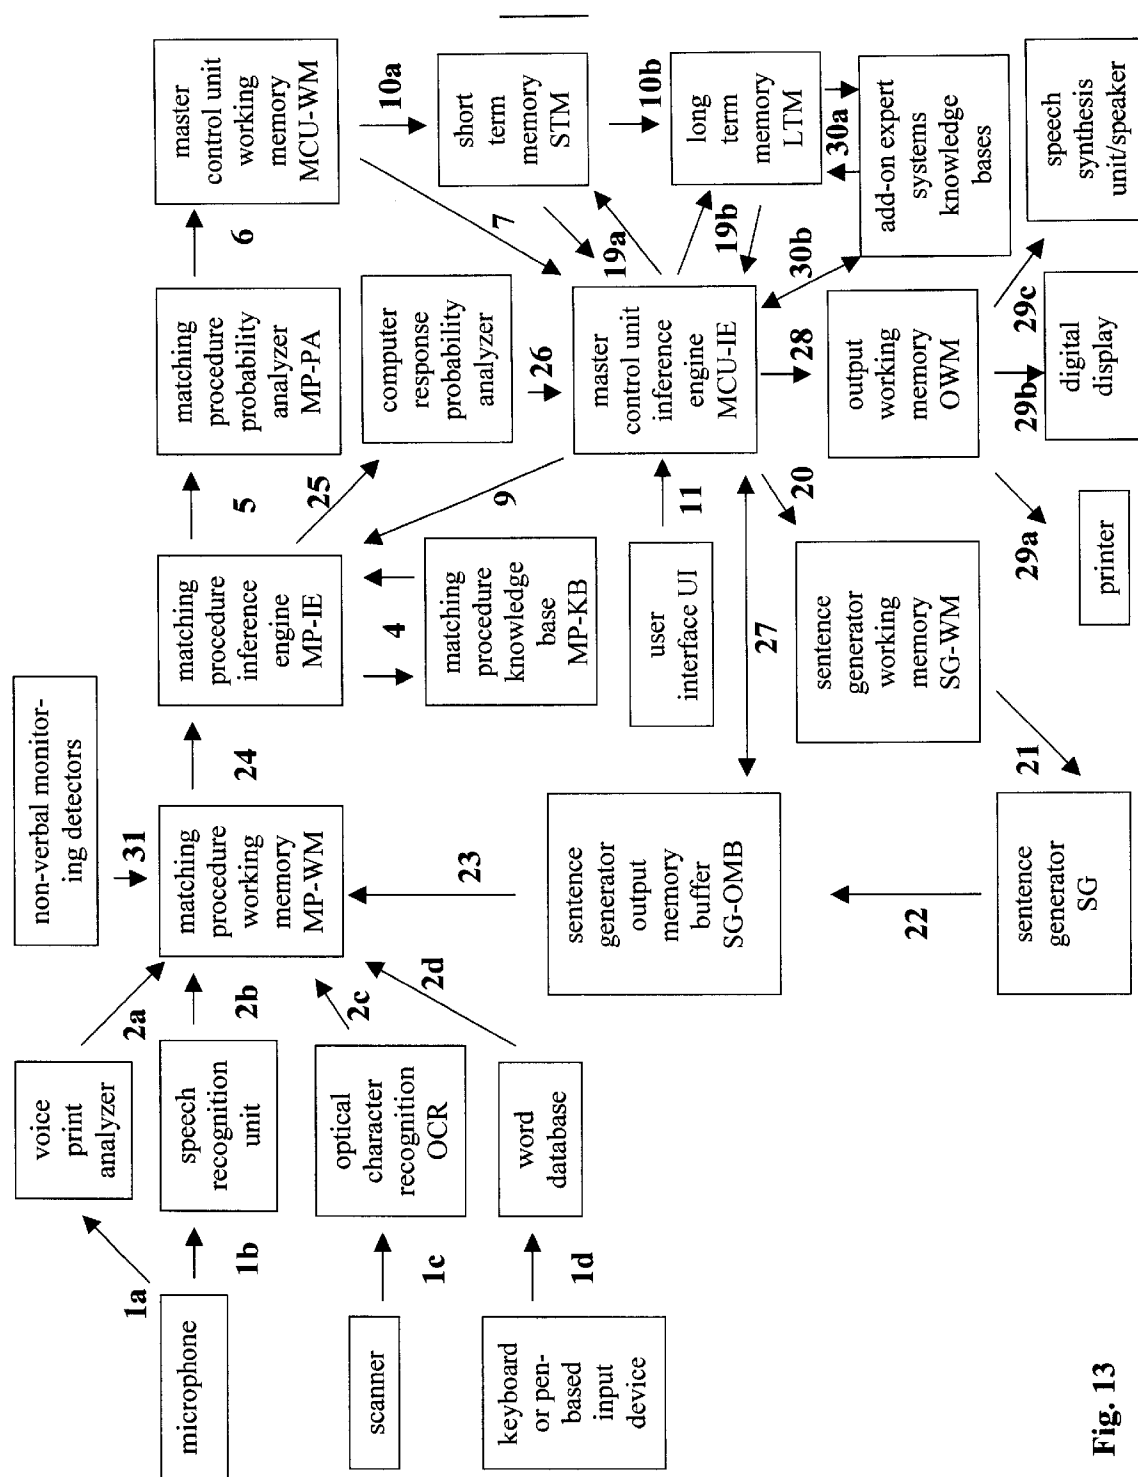 microphone
scanner
keyboard
or pen-
based
input
device
1a
1b
1c
1d
voice
print
analyzer
speech
recognition
unit
optical
character
recognition
OCR
word
database
2a
2b
2c
2d
non-verbal monitor-
ing detectors
31
matching
procedure
working
memory
MP-WM
23
sentence
generator
output
memory
buffer
SG-OMB
22
sentence
generator
SG
24
matching
procedure
inference
engine
MP-IE
4
matching
procedure
knowledge
base
MP-KB
user
interface UI
27
sentence
generator
working
memory
SG-WM
21
5
25
9
11
20
29a
printer
matching
procedure
probability
analyzer
MP-PA
computer
response
probability
analyzer
26
master
control unit
inference
engine
MCU-IE
28
output
working
memory
OWM
29b
digital
display
6
7
19a
19b
30b
29c
master
control unit
working
memory
MCU-WM
10a
short
term
memory
STM
10b
long
term
memory
LTM
30a
add-on expert
systems
knowledge
bases
speech
synthesis
unit/speaker
Fig. 13